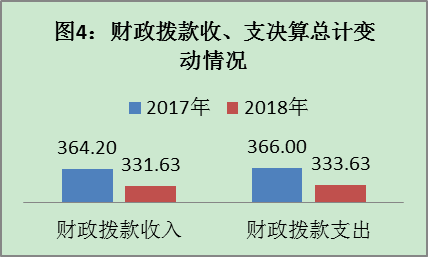 图4：财政拨款收、支决算总计变
动情况
2017年 2018年
364.20 331.63 366.00 333.63
财政拨款收入 财政拨款支出